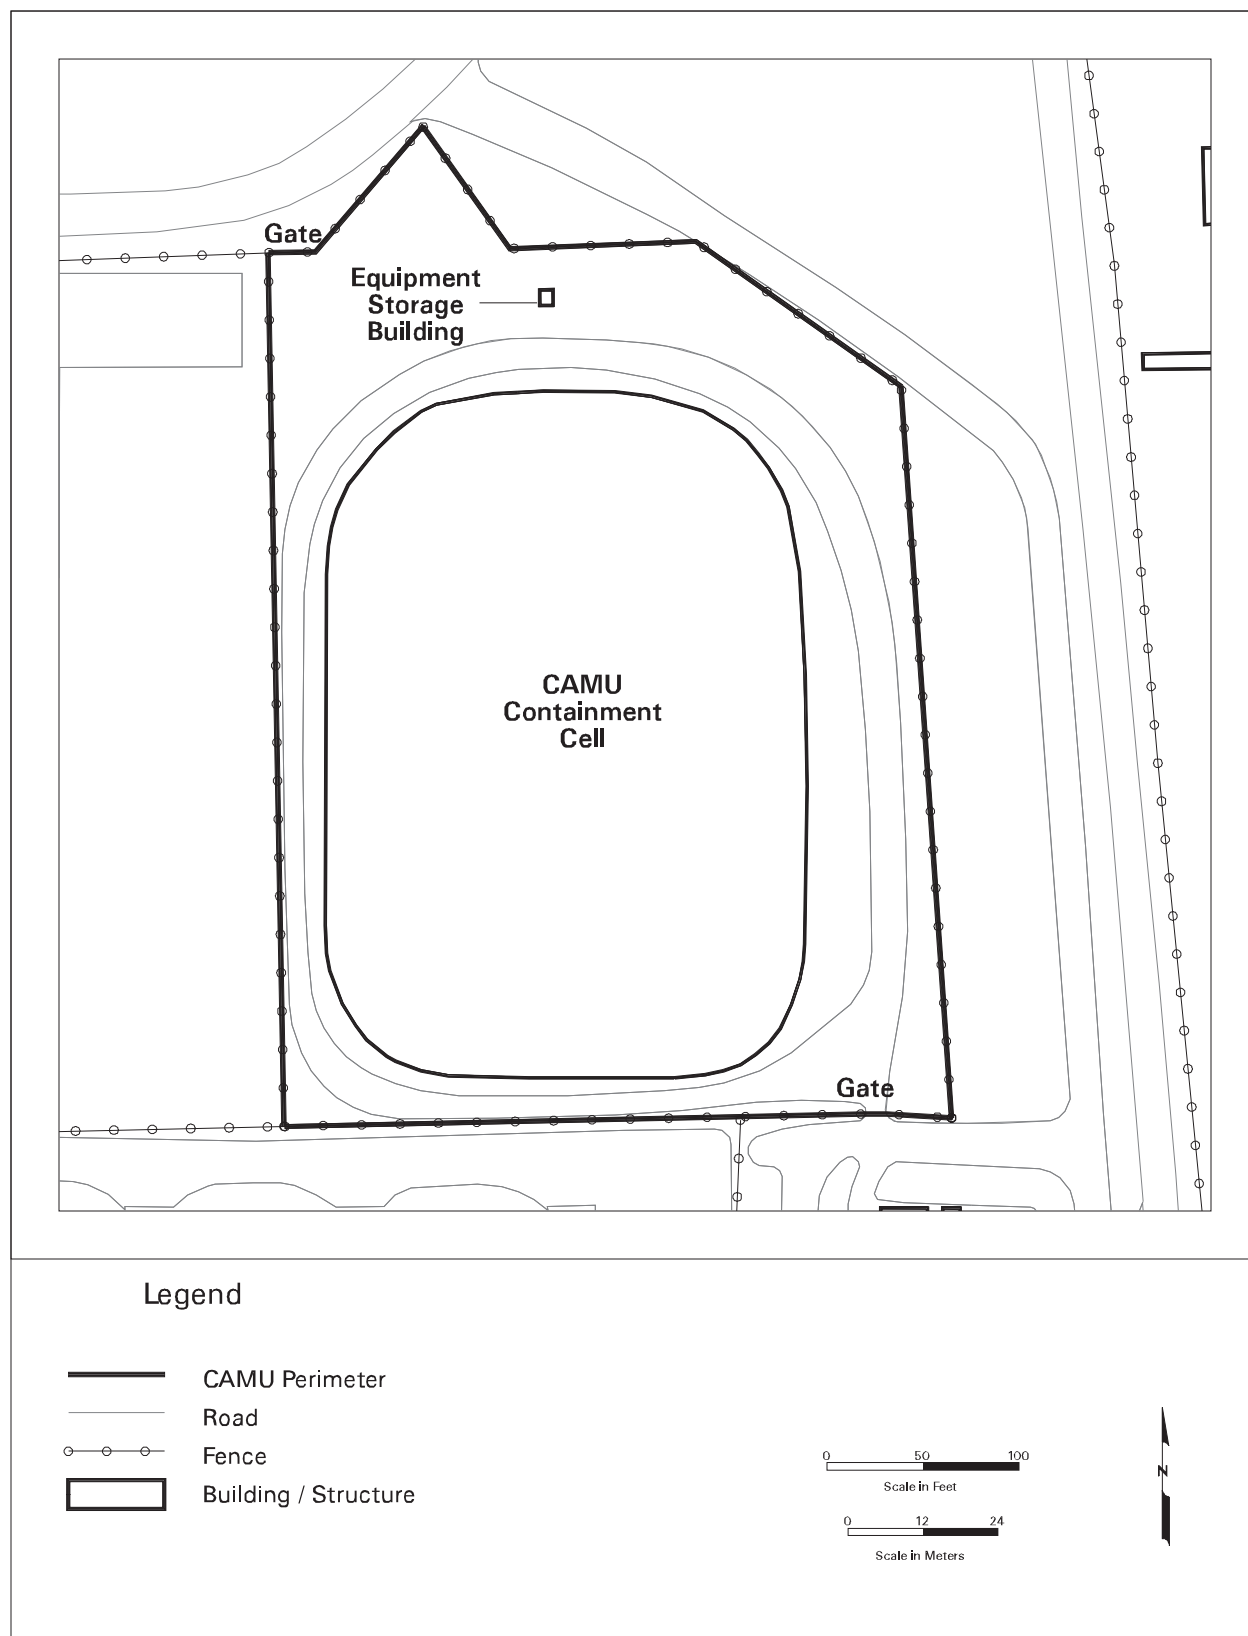 Gate
Equipment
Storage
Building
CAMU
Containment
Cell
Gate
Legend
CAMU Perimeter
Road
Fence
Building / Structure
0 50 100
Scale in Feet
0 12 24
Scale in Meters
N